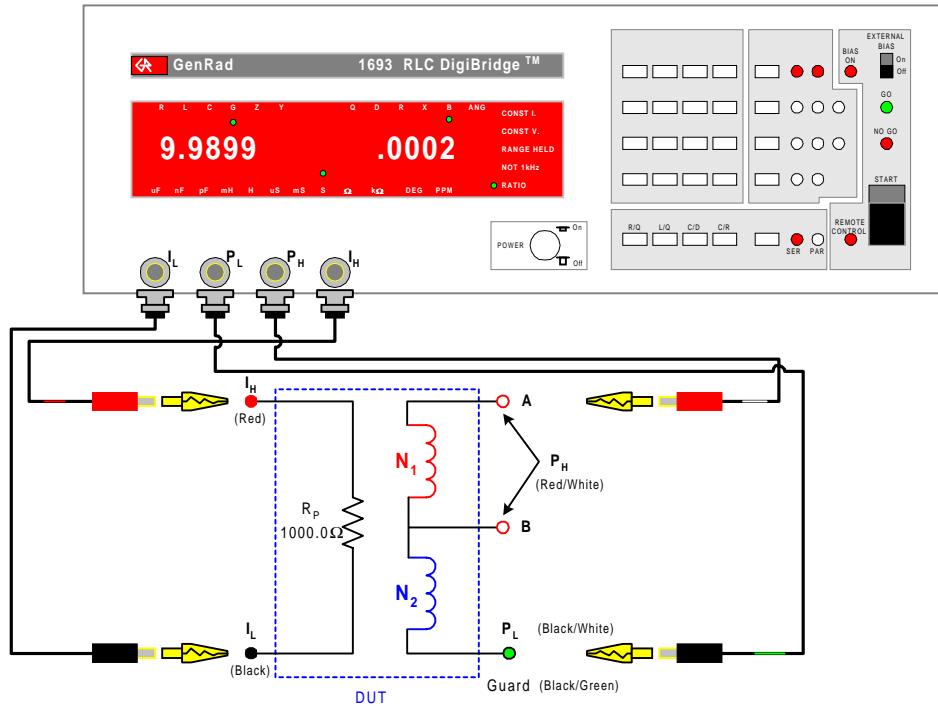 GR GenRad 1693 RLC DigiBridge TM
R L C G Z Y Q D R X B ANG
CONST I.
CONST V.
9.9899 .0002
RANGE HELD
NOT 1kHz
RATIO
uF nF pF mH H uS mS S Ω kΩ DEG PPM
EXTERNAL BIAS
On
Off
BIAS ON
GO
NO GO
START
REMOTE CONTROL
POWER
On
Off
R/Q L/Q C/D C/R
SER PAR
IL PL PH IH
IH
(Red)
A
N1
PH
(Red/White)
RP
1000.0Ω
B
N2
IL
(Black)
PL (Black/White)
Guard (Black/Green)
DUT